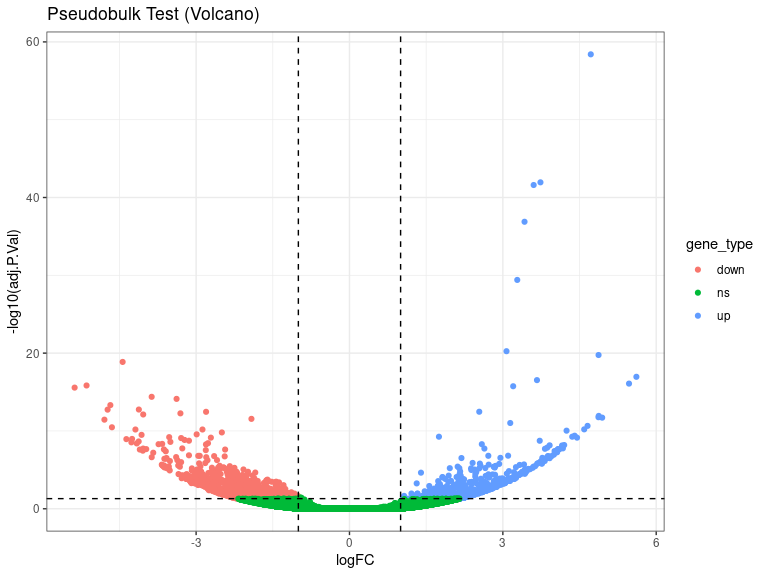 Pseudobulk Test (Volcano)
60
40
20
0
-log10(adj.P.Val)
-3
0
3
6
logFC
gene_type
down
ns
up